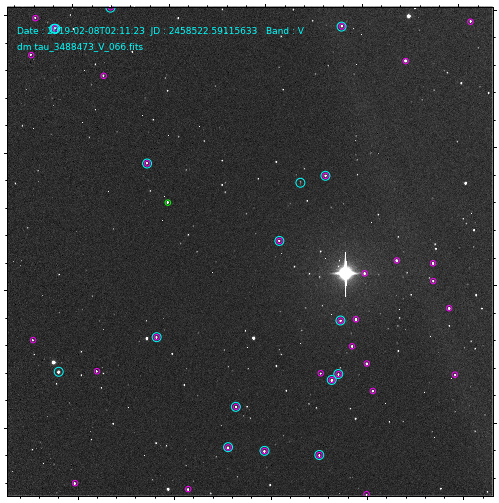 Date : 2019-02-08T02:11:23 JD : 2458522.59115633 Band : V
dm tau_3488473_V_066.fits